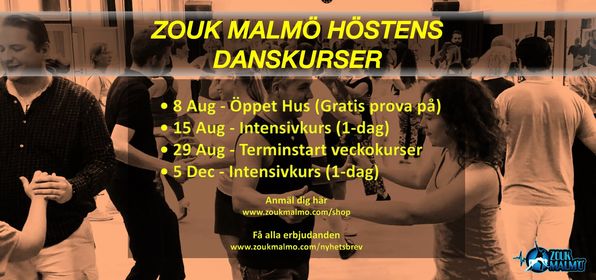 ZOUK MALMÖ HÖSTENS
DANSKURSER
• 8 Aug - Öppet Hus (Gratis prova på)
• 15 Aug - Intensivkurs (1-dag)
• 29 Aug - Terminstart veckokurser
• 5 Dec - Intensivkurs (1-dag)
Anmäl dig här
www.zoukmalmo.com/shop
Få alla erbjudanden
www.zoukmalmo.com/nyhetsbrev
ZOUK
MALMÖ